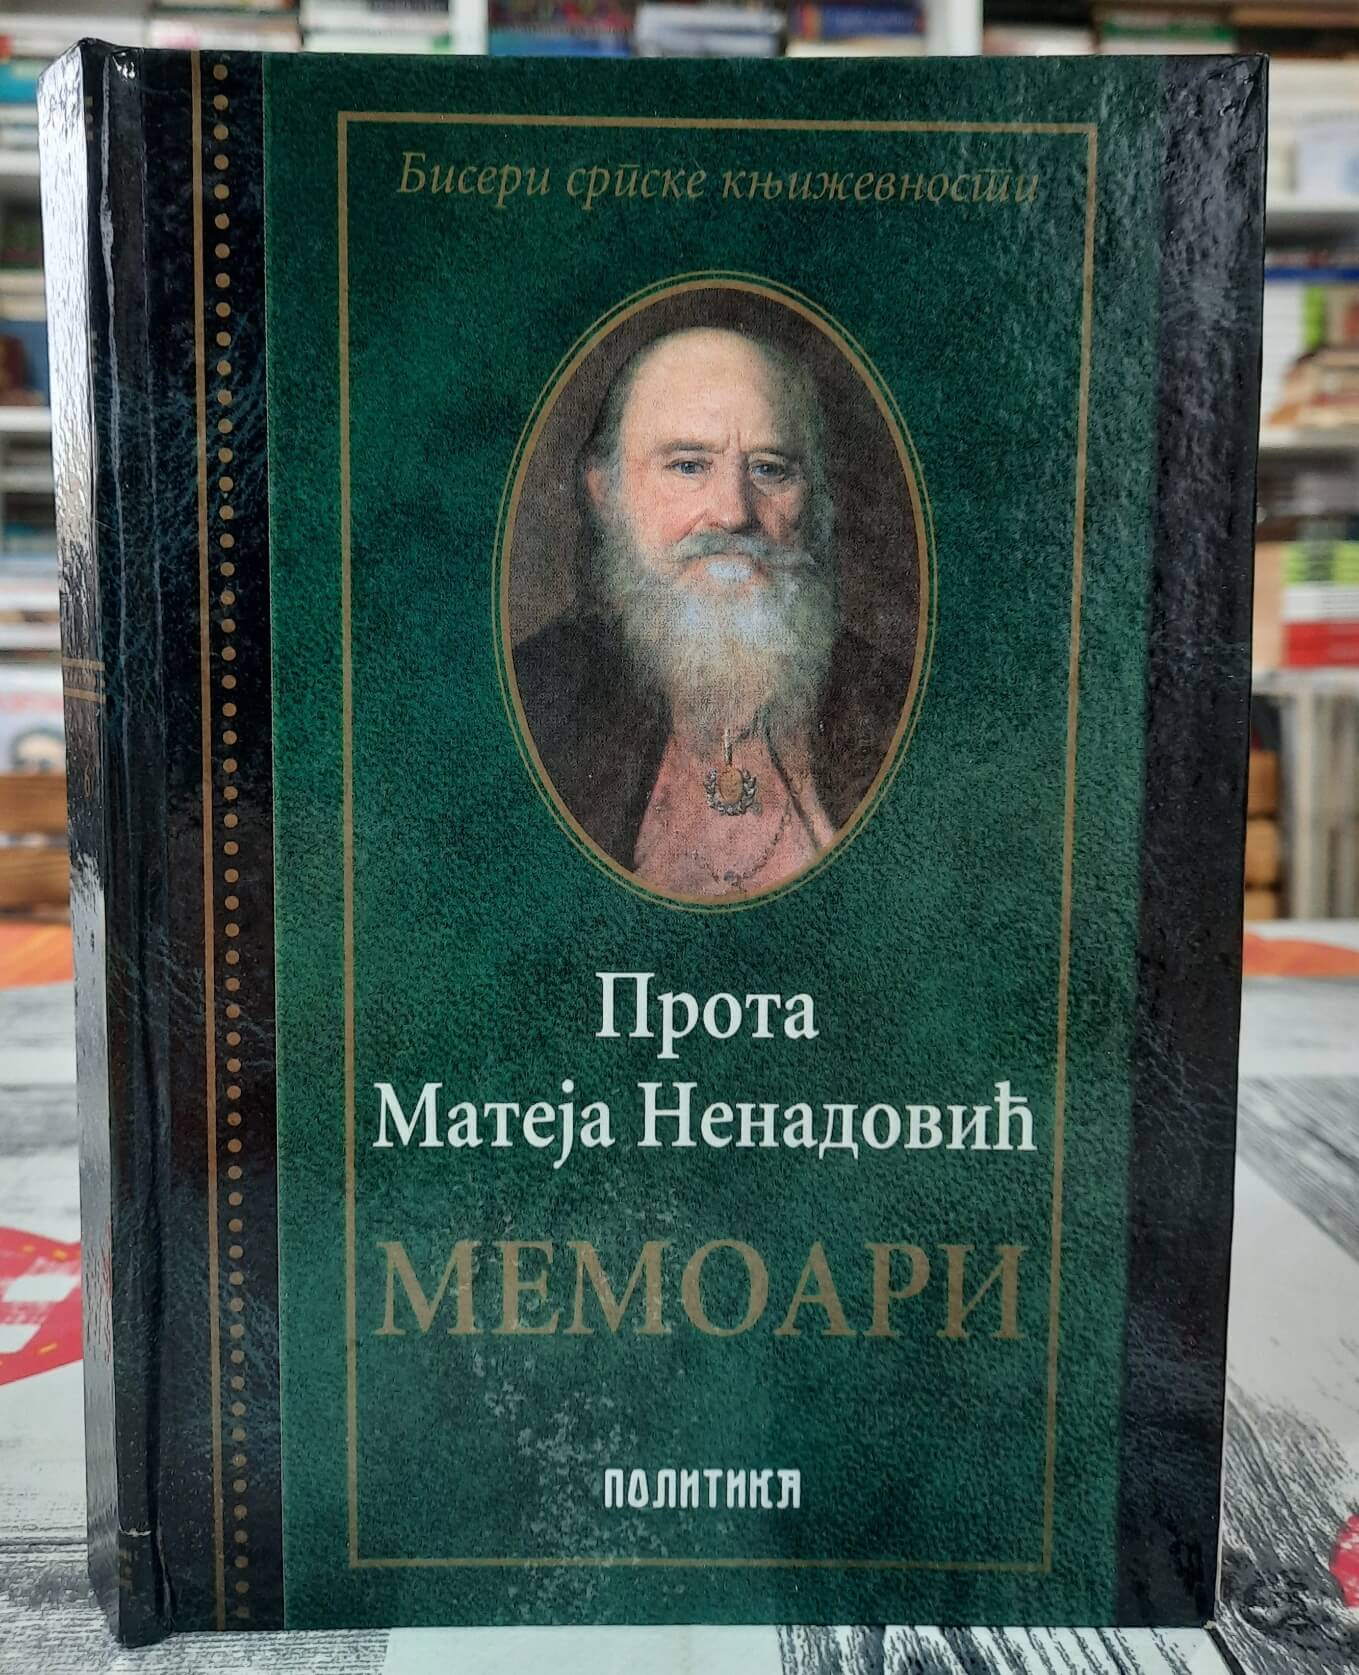 Бисери српске књижевности
Прота
Матеја Ненадовић
МЕМОАРИ
ПОЛИТИКА